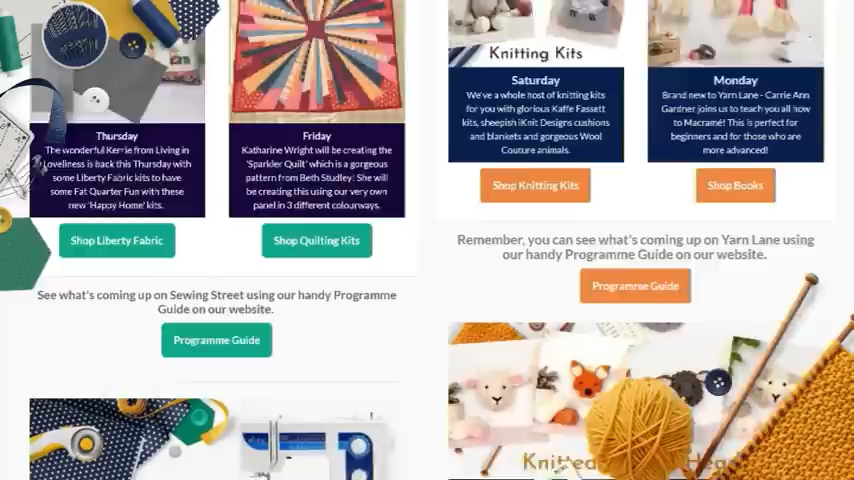 Thursday
The wonderful Kerrie from Living in
Loveliness is back this Thursday with
some Liberty Fabric kits to have
some Fat Quarter Fun with these
new 'Happy Home' kits.
Shop Liberty Fabric
Friday
Katharine Wright will be creating the
'Sparkler Quilt' which is a gorgeous
pattern from Beth Studley! She will
be creating this using our very own
panel in 3 different colourways.
Shop Quilting Kits
See what's coming up on Sewing Street using our handy Programme
Guide on our website.
Programme Guide
Knitting Kits
Saturday
We've a whole host of knitting kits
for you with glorious Kaffe Fassett
kits, sheepish iKnit Designs cushions
and blankets and gorgeous Wool
Couture animals.
Shop Knitting Kits
Monday
Brand new to Yarn Lane - Carrie Ann
Gardner joins us to teach you all how
to Macramé! This is perfect for
beginners and for those who are
more advanced!
Shop Books
Remember, you can see what's coming up on Yarn Lane using
our handy Programme Guide on our website.
Programme Guide
Knitted